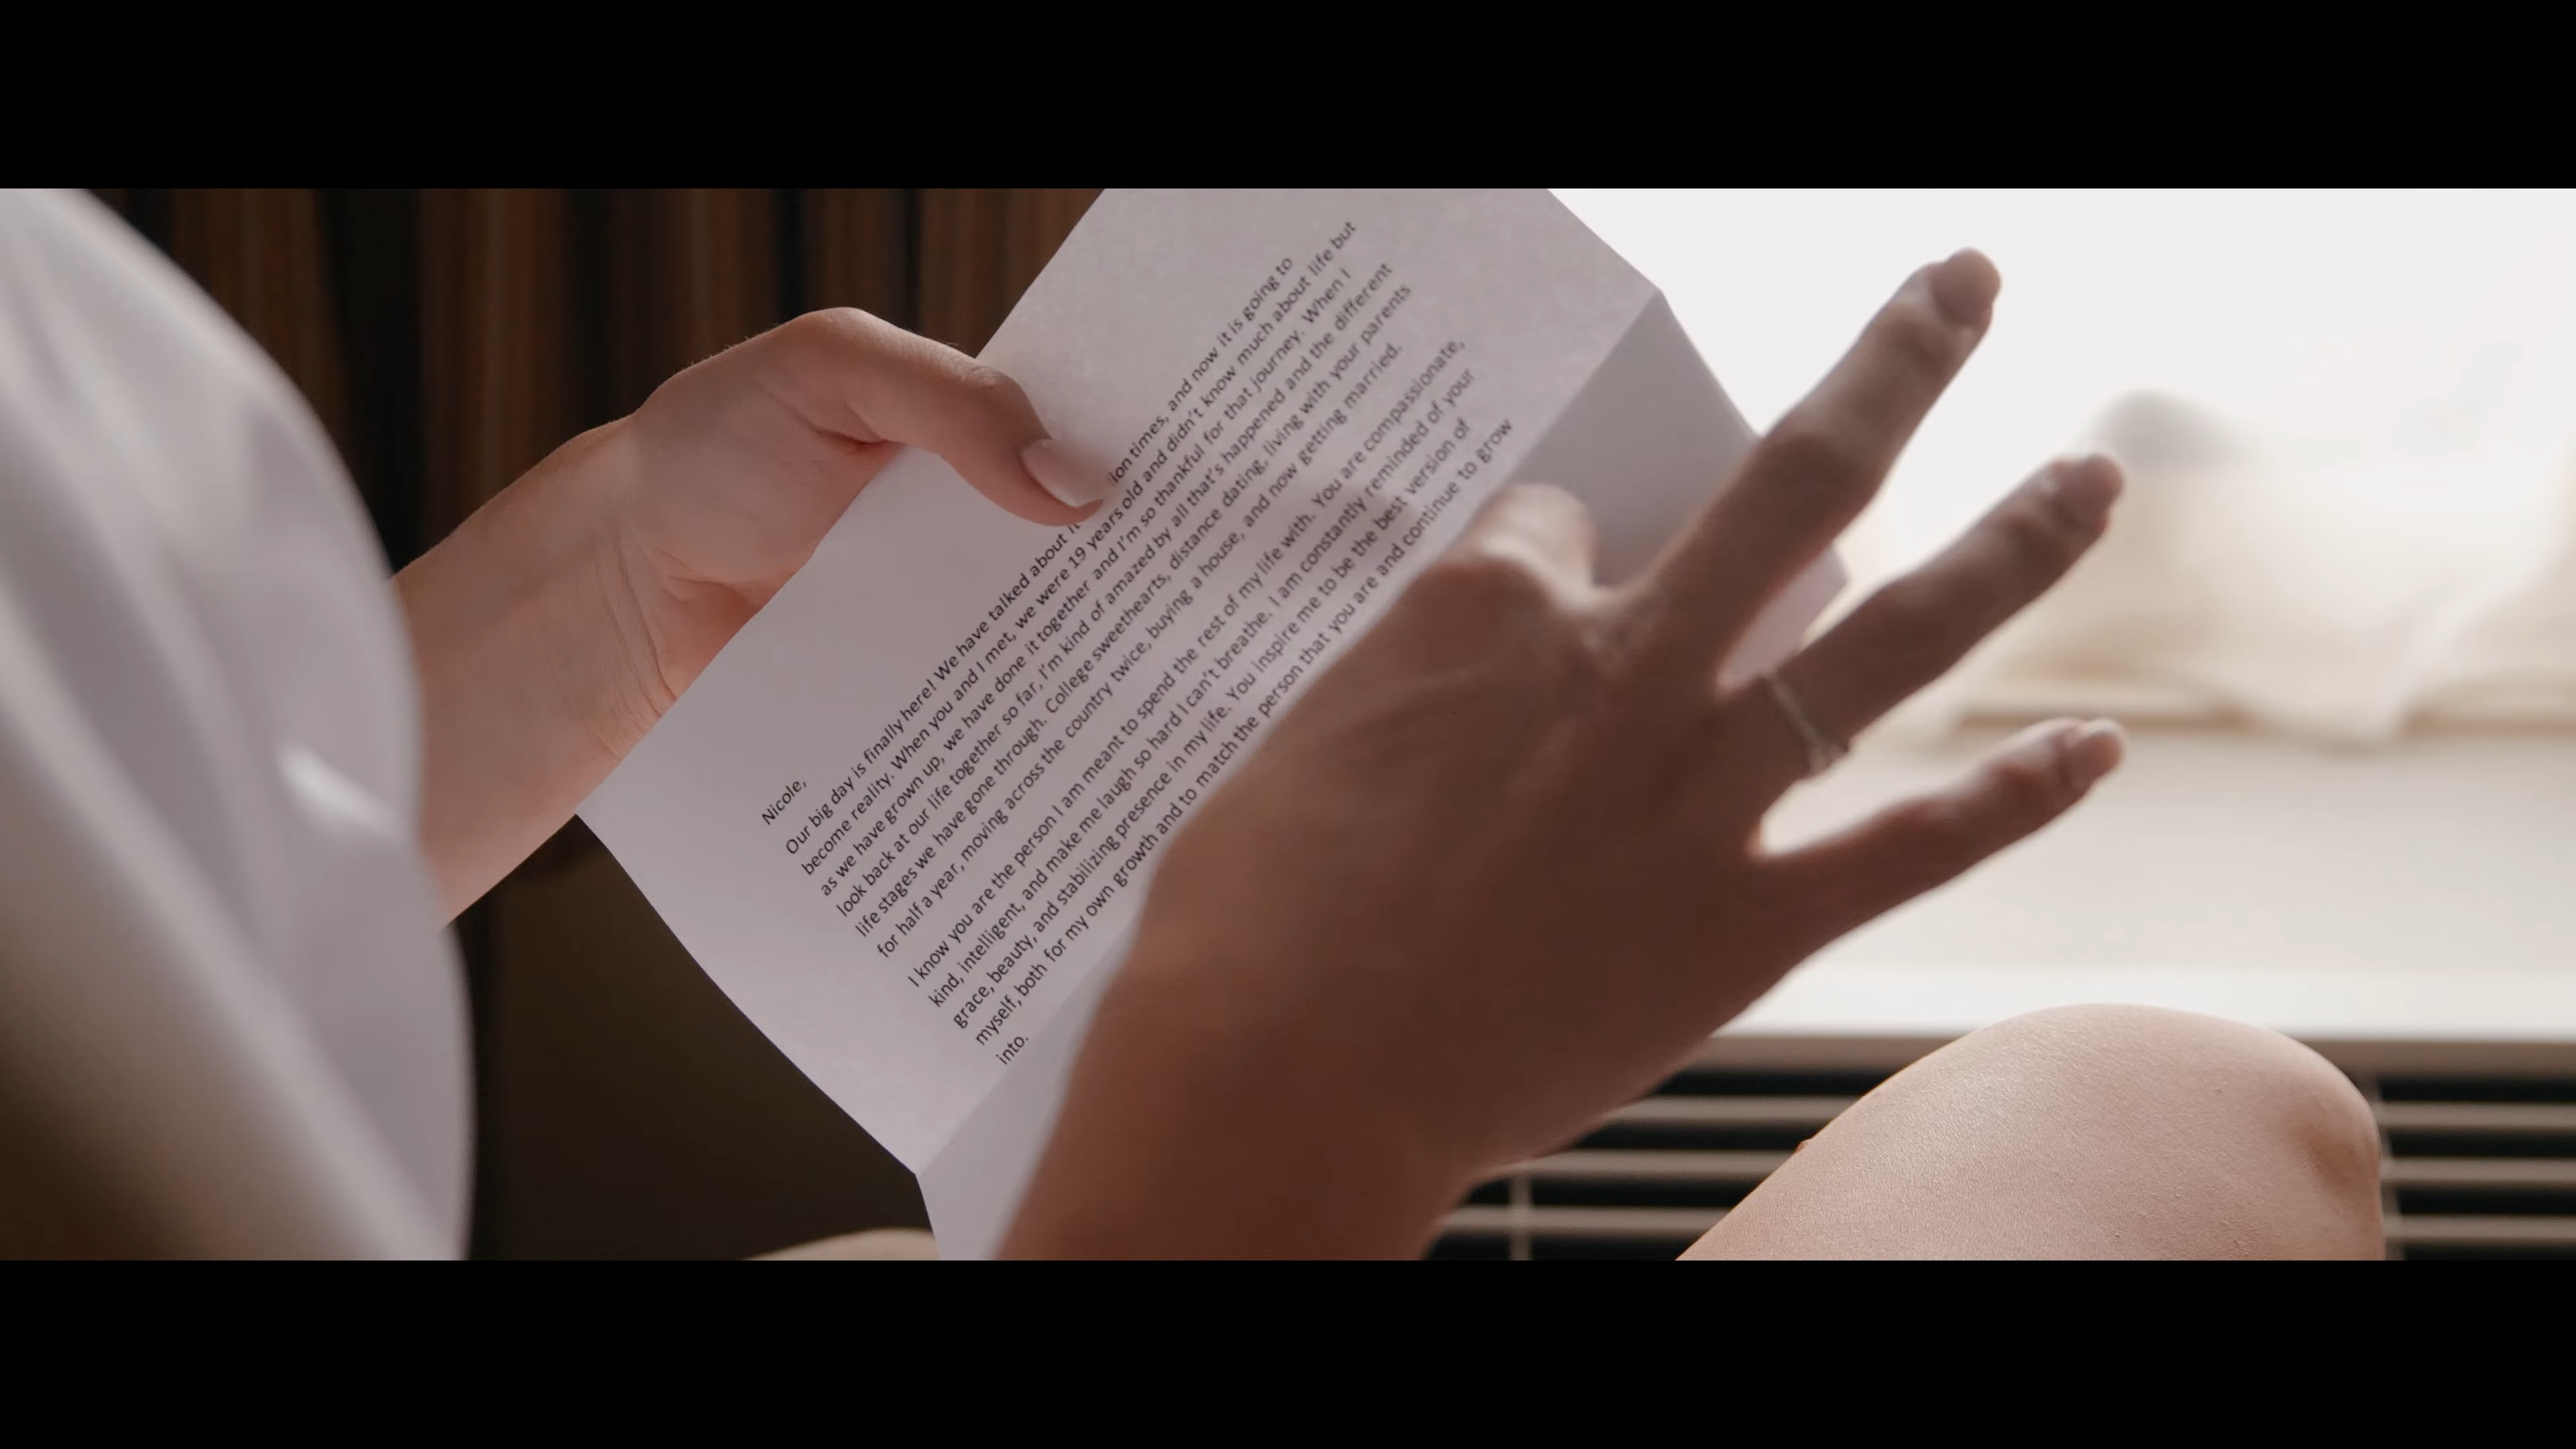 Nicole,
Our big day is finally here! We have talked about times, and now it is going to
become reality. When you and I met, we were 19 years old and didn't know much about life but
as we have grown up, we have done it together and I'm so thankful for that journey. When I
look back at our life together so far, I'm kind of amazed by all that's happened and the different
life stages we have gone through. College sweethearts, distance dating, living with your parents
for half a year, moving across the country twice, buying a house, and now getting married.
I know you are the person I am meant to spend the rest of my life with. You are compassionate,
kind, intelligent, and make me laugh so hard I can't breathe. I am constantly reminded of your
grace, beauty, and stabilizing presence in my life. You inspire me to be the best version of
myself, both for my own growth and to match the person that you are and continue to grow
into.